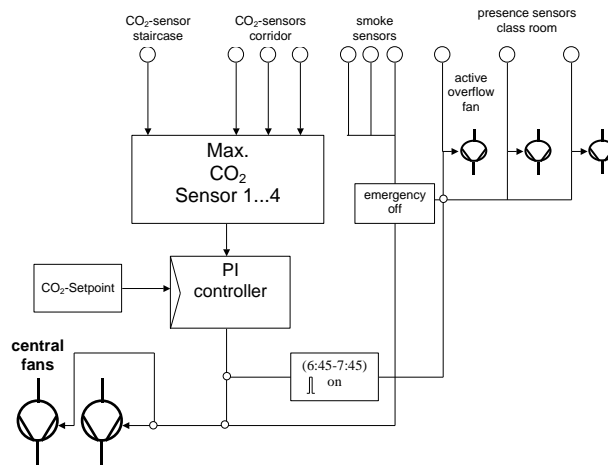 CO₂-sensor
staircase
CO₂-sensors
corridor
smoke
sensors
presence sensors
class room
active
overflow
fan
Max.
CO₂
Sensor 1...4
emergency
off
PI
controller
CO₂-Setpoint
central
fans
(6:45-7:45)
on